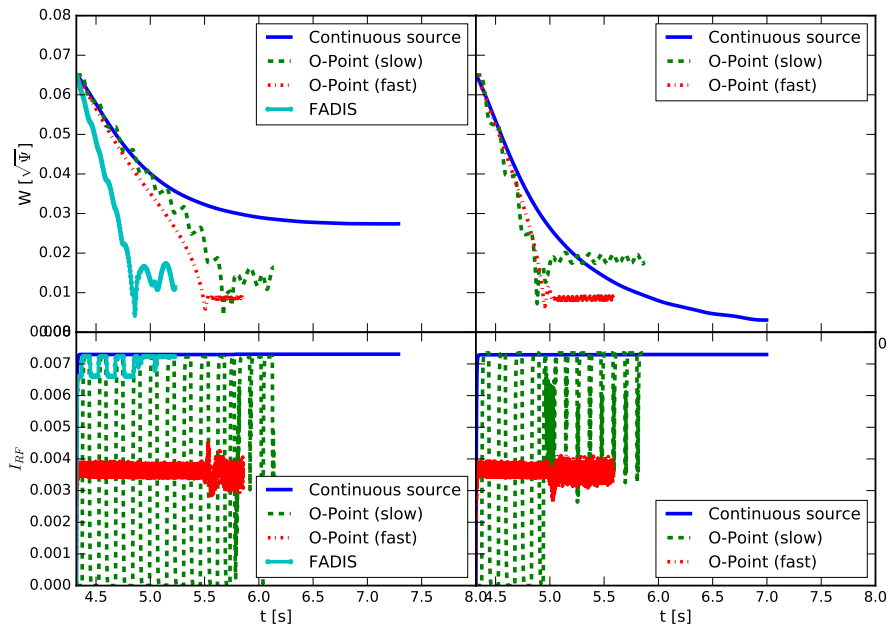 0.08
0.07
0.06
0.05
0.04
0.03
0.02
0.01
W [√Ψ]
Continuous source
O-Point (slow)
O-Point (fast)
FADIS
Continuous source
O-Point (slow)
O-Point (fast)
0
0.007
0.006
0.005
0.004
0.003
0.002
0.001
0.000
I_RF
Continuous source
O-Point (slow)
O-Point (fast)
FADIS
Continuous source
O-Point (slow)
O-Point (fast)
4.5 5.0 5.5 6.0 6.5 7.0 7.5 8.0 4.5 5.0 5.5 6.0 6.5 7.0 7.5 8.0
t [s] t [s]